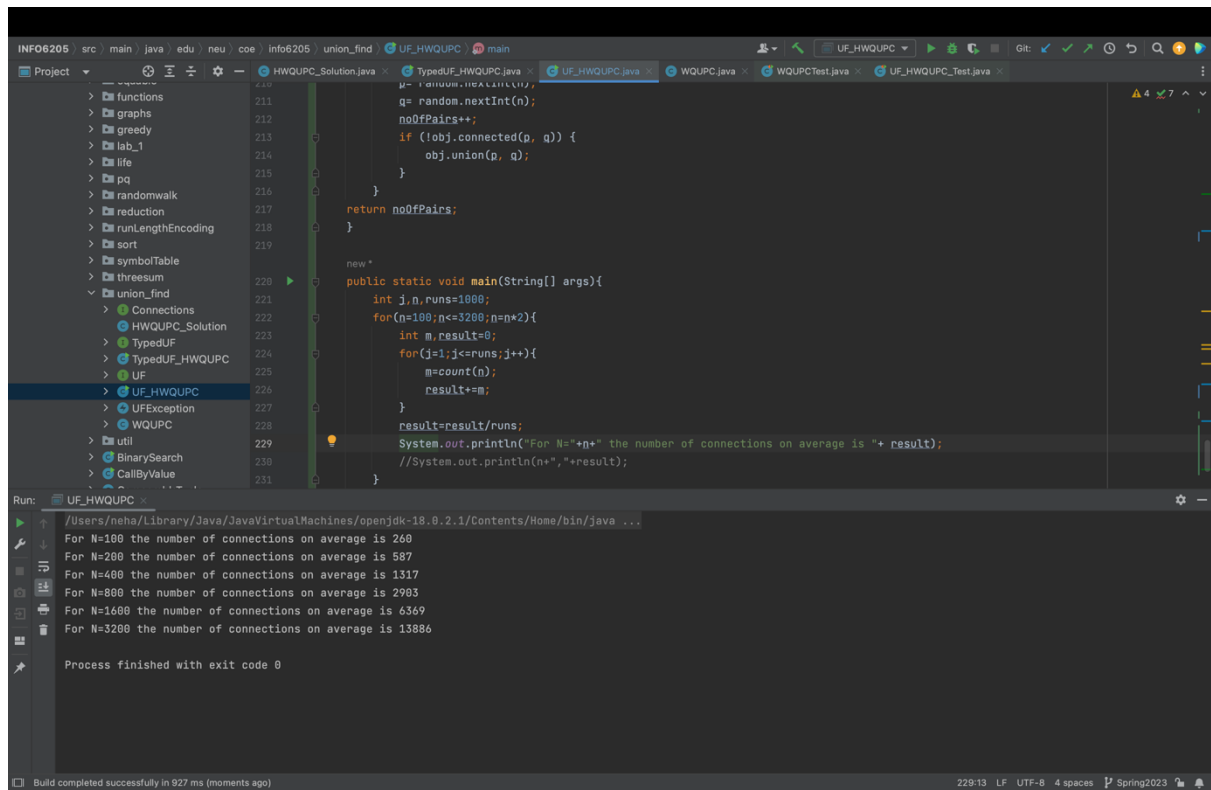 INFO6205 〉 src 〉 main 〉 java 〉 edu 〉 neu 〉 coe 〉 info6205 〉 union_find 〉 UF_HWQUPC 〉 main
UF_HWQUPC
Git:
Project
HWQUPC_Solution.java
TypedUF_HWQUPC.java
UF_HWQUPC.java
WQUPC.java
WQUPCTest.java
UF_HWQUPC_Test.java
functions
graphs
greedy
lab_1
life
pq
randomwalk
reduction
runLengthEncoding
sort
symbolTable
threesum
union_find
Connections
HWQUPC_Solution
TypedUF
TypedUF_HWQUPC
UF
UF_HWQUPC
UFException
WQUPC
util
BinarySearch
CallByValue
4 7
210 p= random.nextInt(n);
211 q= random.nextInt(n);
212 noOfPairs++;
213 if (!obj.connected(p, q)) {
214 obj.union(p, q);
215 }
216 }
217 return noOfPairs;
218 }
219
new *
220 public static void main(String[] args){
221 int j,n,runs=1000;
222 for(n=100;n<=3200;n=n*2){
223 int m,result=0;
224 for(j=1;j<=runs;j++){
225 m=count(n);
226 result+=m;
227 }
228 result=result/runs;
229 System.out.println("For N="+n+" the number of connections on average is "+ result);
230 //System.out.println(n+","+result);
231 }
Run: UF_HWQUPC
/Users/neha/Library/Java/JavaVirtualMachines/openjdk-18.0.2.1/Contents/Home/bin/java ...
For N=100 the number of connections on average is 260
For N=200 the number of connections on average is 587
For N=400 the number of connections on average is 1317
For N=800 the number of connections on average is 2903
For N=1600 the number of connections on average is 6369
For N=3200 the number of connections on average is 13886
Process finished with exit code 0
Build completed successfully in 927 ms (moments ago)
229:13 LF UTF-8 4 spaces Spring2023